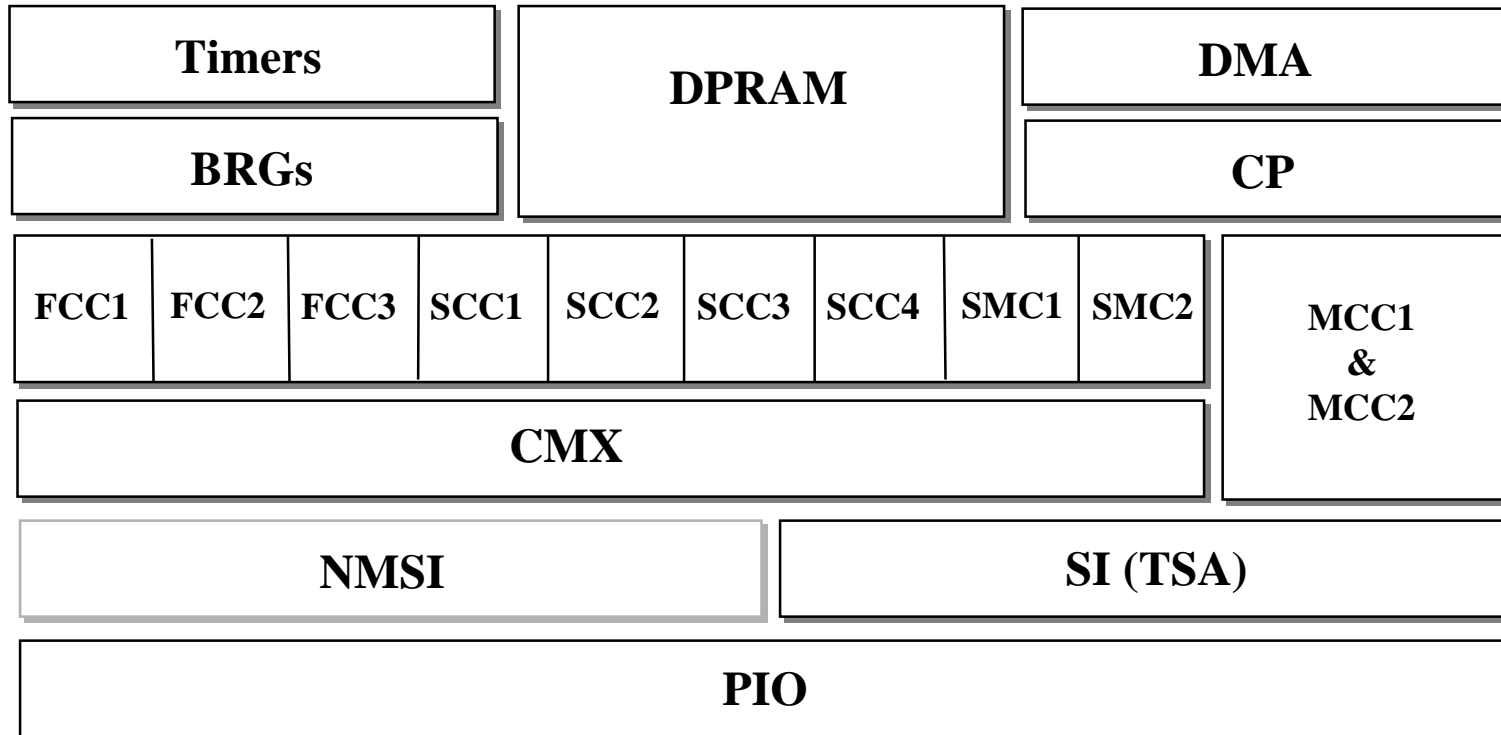 Timers
DPRAM
DMA
BRGs
CP
FCC1 FCC2 FCC3 SCC1 SCC2 SCC3 SCC4 SMC1 SMC2
MCC1
&
MCC2
CMX
NMSI
SI (TSA)
PIO